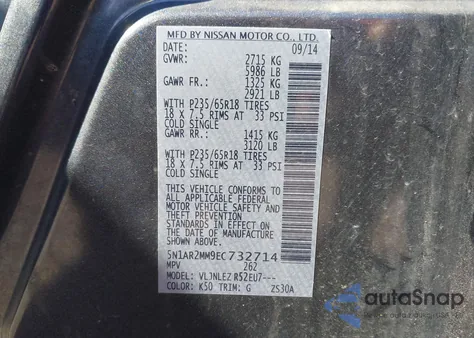 MFD BY NISSAN MOTOR CO., LTD.
DATE: 09/14
GVWR: 2715 KG
5986 LB
GAWR FR.: 1325 KG
2921 LB
WITH P235/65R18 TIRES
18 X 7.5 RIMS AT 33 PSI
COLD SINGLE
GAWR RR.: 1415 KG
3120 LB
WITH P235/65R18 TIRES
18 X 7.5 RIMS AT 33 PSI
COLD SINGLE
THIS VEHICLE CONFORMS TO
ALL APPLICABLE FEDERAL
MOTOR VEHICLE SAFETY AND
THEFT PREVENTION
STANDARDS IN EFFECT ON
THE DATE OF MANUFACTURE
SHOWN ABOVE.
5N1AR2MM9EC732714
MPV 262
MODEL: VLJNLEZ R52EU7---
COLOR: K50 TRIM: G ZS30A
autoSnap